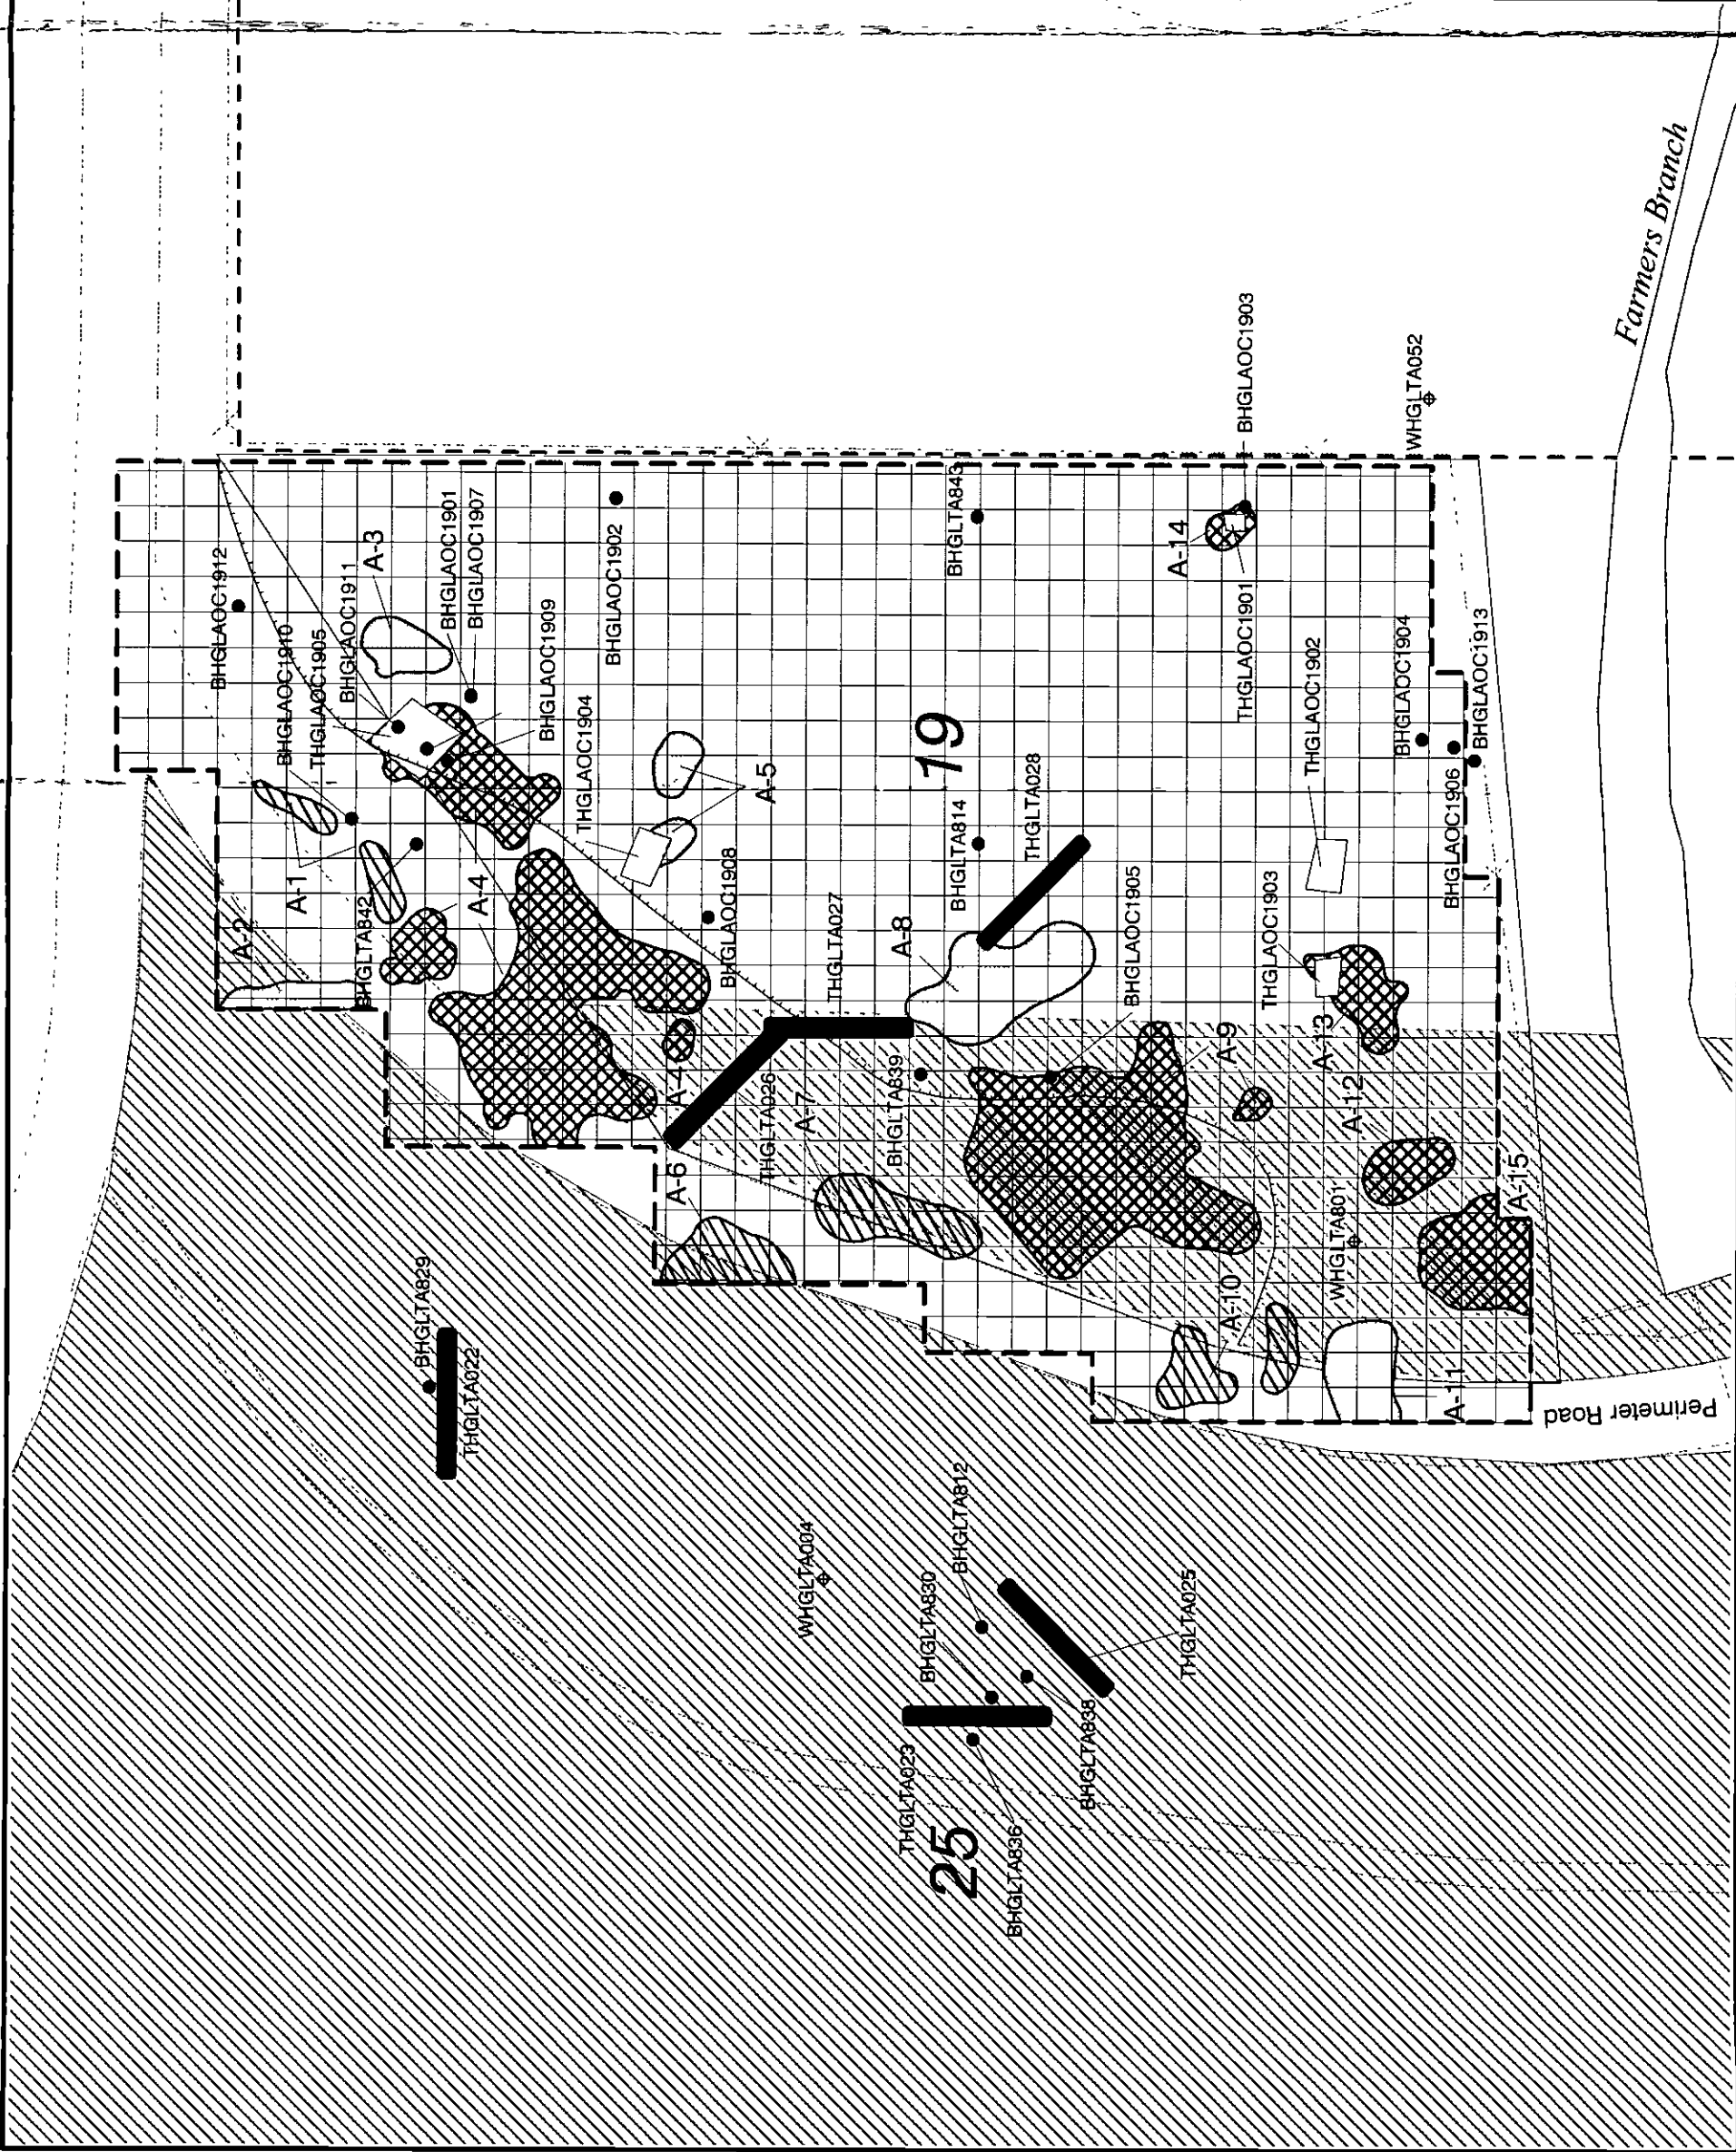 Farmers Branch
WHGLTA052
BHGLAOC1903
BHGLAOC1912
BHGLAOC1910
THGLAOC1905
BHGLAOC1911
A-3
BHGLAOC1901
BHGLAOC1907
BHGLAOC1909
BHGLAOC1902
BHGLTA843
A-14
THGLAOC1901
THGLAOC1902
BHGLAOC1904
BHGLAOC1913
BHGLAOC1906
THGLAOC1904
A-5
19
THGLTA028
BHGLTA814
A-1
A-2
BHGLTA842
A-4
BHGLAOC1908
THGLTA027
A-8
BHGLAOC1905
THGLAOC1903
A-13
A-4
THGLTA026
A-7
BHGLTA839
A-9
A-12
A-6
WHGLTA801
A-15
A-10
A-11
Perimeter Road
BHGLTA829
THGLTA022
WHGLTA004
BHGLTA812
BHGLTA830
THGLTA025
BHGLTA838
THGLTA023
25
BHGLTA836